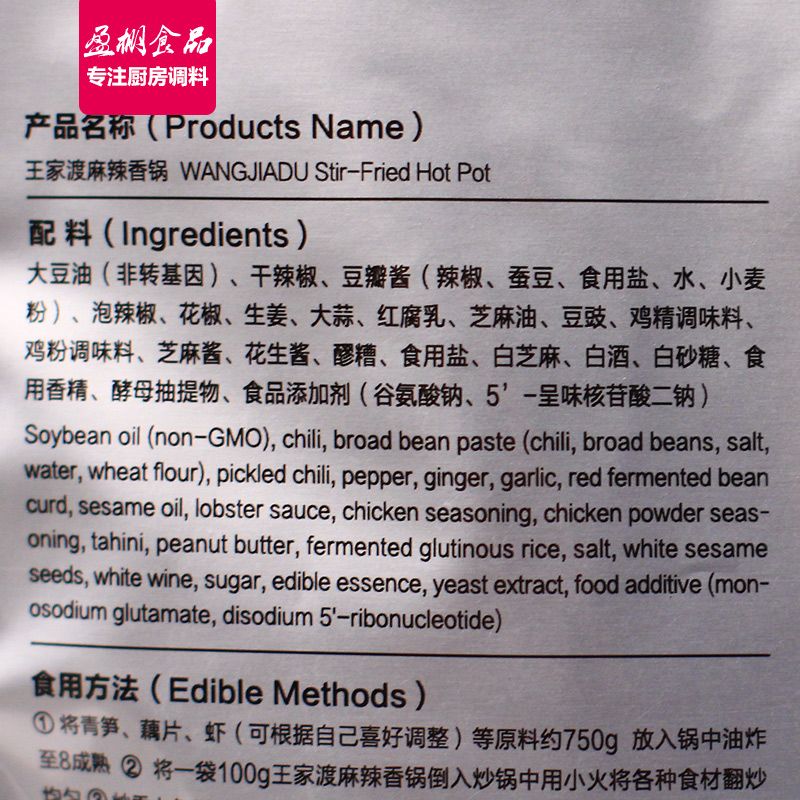 盈棚食品
专注厨房调料
产品名称（Products Name）
王家渡麻辣香锅 WANGJIADU Stir-Fried Hot Pot
配 料（Ingredients）
大豆油（非转基因）、干辣椒、豆瓣酱（辣椒、蚕豆、食用盐、水、小麦
粉）、泡辣椒、花椒、生姜、大蒜、红腐乳、芝麻油、豆豉、鸡精调味料、
鸡粉调味料、芝麻酱、花生酱、醪糟、食用盐、白芝麻、白酒、白砂糖、食
用香精、酵母抽提物、食品添加剂（谷氨酸钠、5’-呈味核苷酸二钠）
Soybean oil (non-GMO), chili, broad bean paste (chili, broad beans, salt,
water, wheat flour), pickled chili, pepper, ginger, garlic, red fermented bean
curd, sesame oil, lobster sauce, chicken seasoning, chicken powder seas-
oning, tahini, peanut butter, fermented glutinous rice, salt, white sesame
seeds, white wine, sugar, edible essence, yeast extract, food additive (mon-
osodium glutamate, disodium 5'-ribonucleotide)
食用方法（Edible Methods）
① 将青笋、藕片、虾（可根据自己喜好调整）等原料约750g 放入锅中油炸
至8成熟 ② 将一袋100g王家渡麻辣香锅倒入炒锅中用小火将各种食材翻炒
均匀 ③